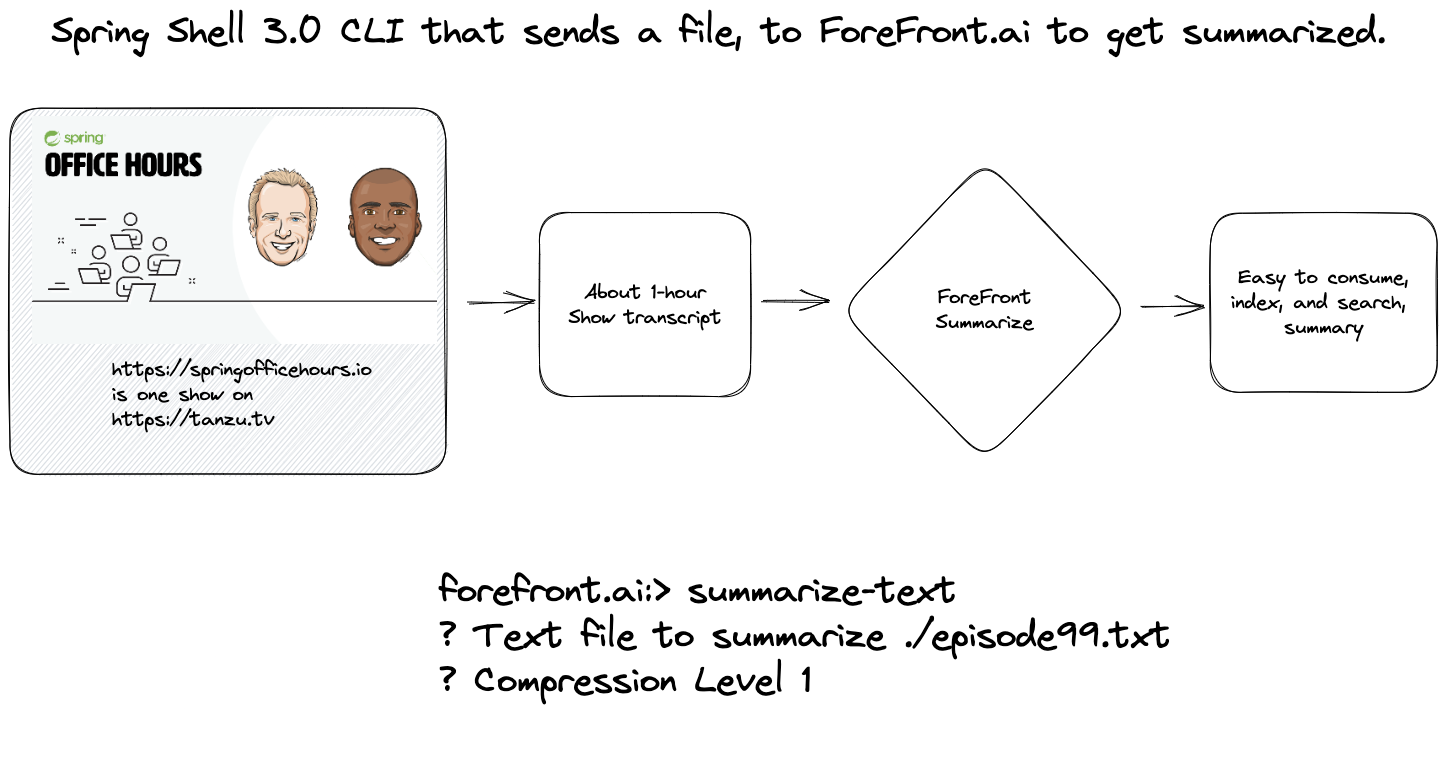 Spring Shell 3.0 CLI that sends a file, to ForeFront.ai to get summarized.
spring
OFFICE HOURS
https://springofficehours.io
is one show on
https://tanzu.tv
About 1-hour
Show transcript
ForeFront
Summarize
Easy to consume,
index, and search,
summary
forefront.ai:> summarize-text
? Text file to summarize ./episode99.txt
? Compression Level 1